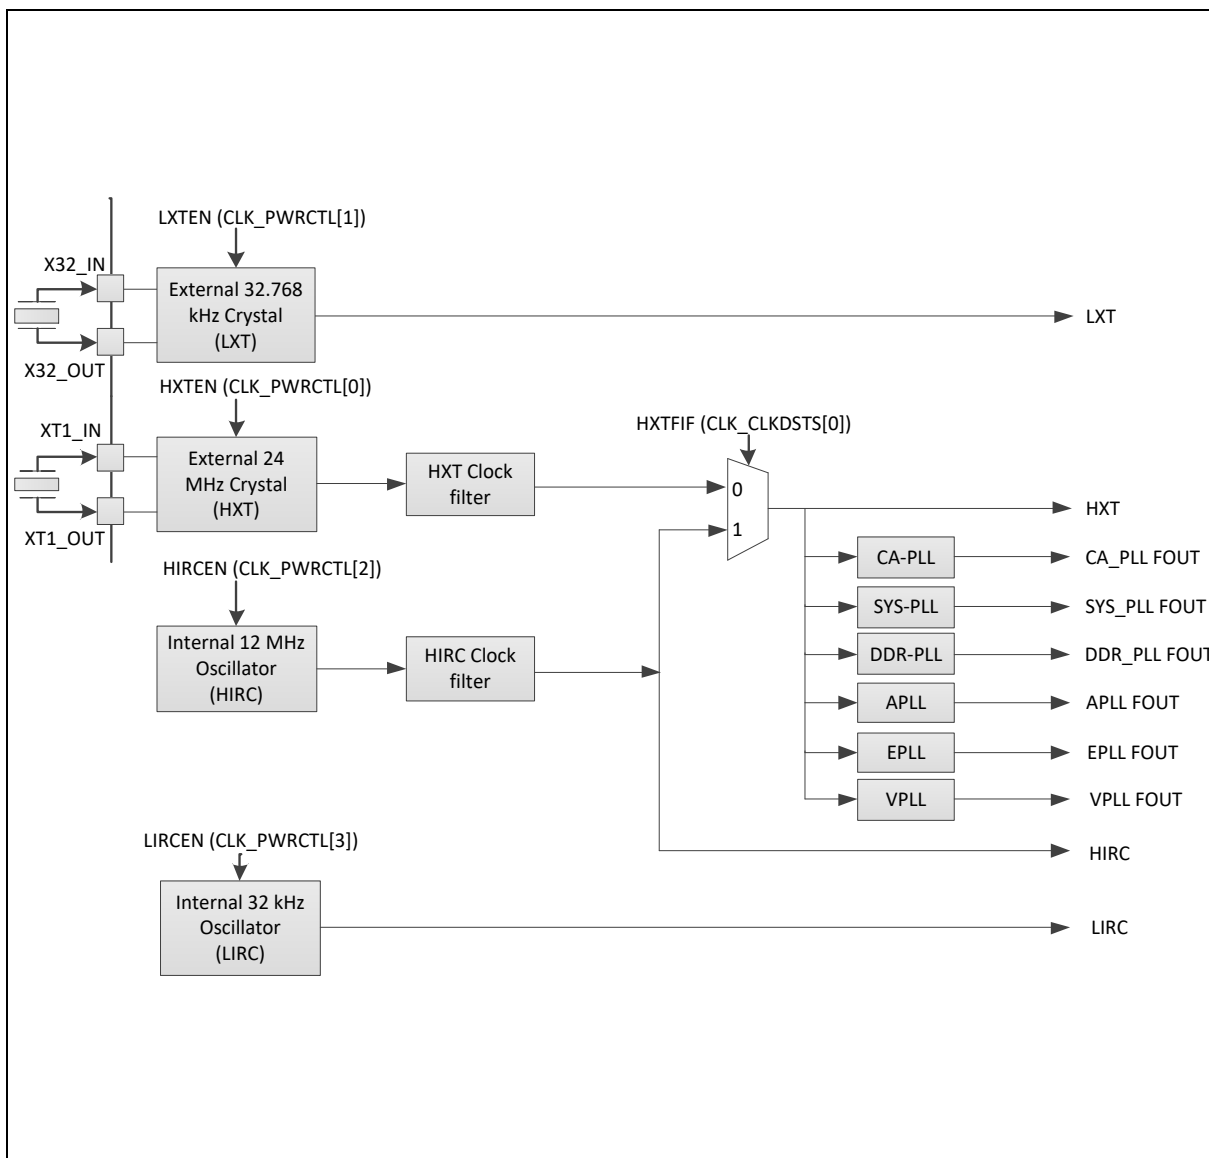 LXTEN (CLK_PWRCTL[1])
X32_IN
External 32.768
kHz Crystal
(LXT)
LXT
X32_OUT
HXTEN (CLK_PWRCTL[0])
HXTFIF (CLK_CLKDSTS[0])
XT1_IN
External 24
MHz Crystal
(HXT)
HXT Clock
filter
0
1
HXT
XT1_OUT
CA-PLL
CA_PLL FOUT
HIRCEN (CLK_PWRCTL[2])
SYS-PLL
SYS_PLL FOUT
Internal 12 MHz
Oscillator
(HIRC)
HIRC Clock
filter
DDR-PLL
DDR_PLL FOUT
APLL
APLL FOUT
EPLL
EPLL FOUT
VPLL
VPLL FOUT
LIRCEN (CLK_PWRCTL[3])
HIRC
Internal 32 kHz
Oscillator
(LIRC)
LIRC